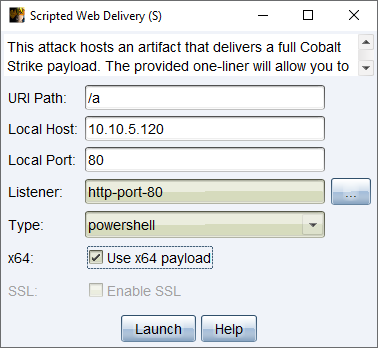 Scripted Web Delivery (S)
This attack hosts an artifact that delivers a full Cobalt
Strike payload. The provided one-liner will allow you to
URI Path: /a
Local Host: 10.10.5.120
Local Port: 80
Listener: http-port-80 ...
Type: powershell
x64: Use x64 payload
SSL: Enable SSL
Launch Help